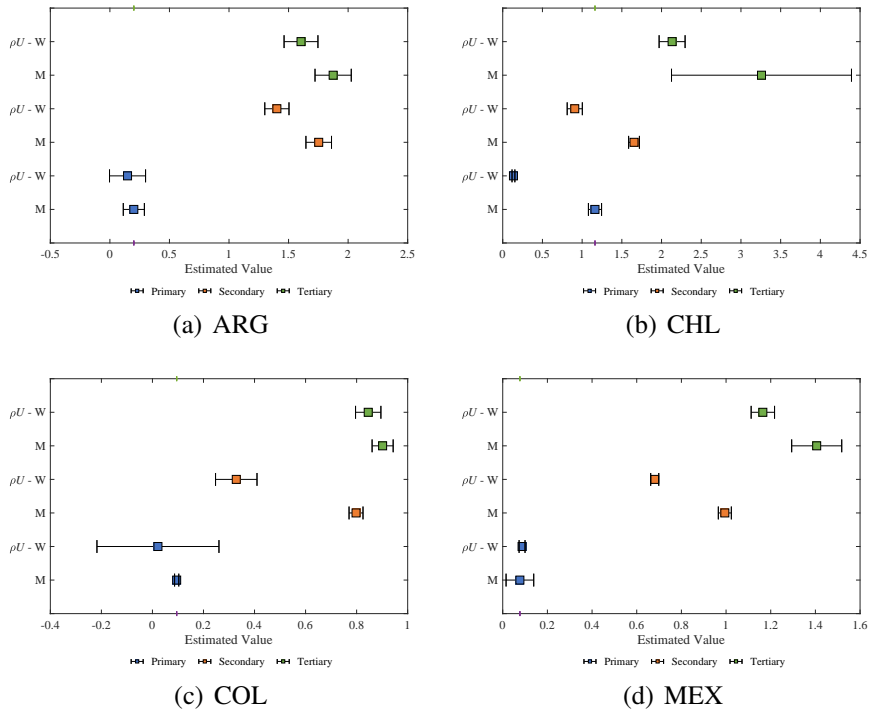 ρU - W
M
ρU - W
M
ρU - W
M
-0.5 0 0.5 1 1.5 2 2.5
Estimated Value
Primary Secondary Tertiary
(a) ARG
ρU - W
M
ρU - W
M
ρU - W
M
0 0.5 1 1.5 2 2.5 3 3.5 4 4.5
Estimated Value
Primary Secondary Tertiary
(b) CHL
ρU - W
M
ρU - W
M
ρU - W
M
-0.4 -0.2 0 0.2 0.4 0.6 0.8 1
Estimated Value
Primary Secondary Tertiary
(c) COL
ρU - W
M
ρU - W
M
ρU - W
M
0 0.2 0.4 0.6 0.8 1 1.2 1.4 1.6
Estimated Value
Primary Secondary Tertiary
(d) MEX